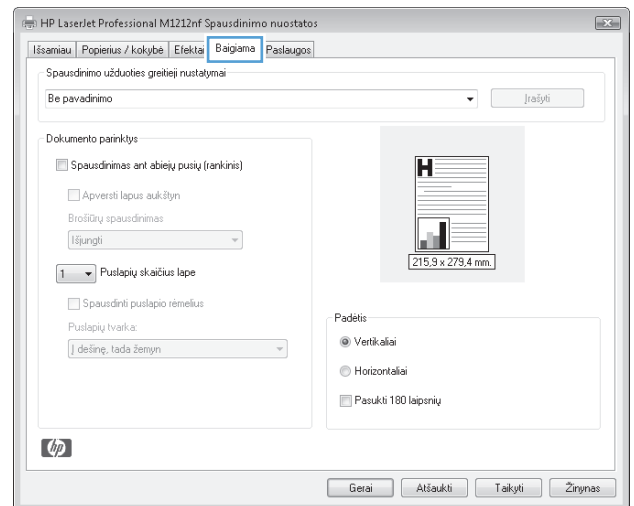 HP LaserJet Professional M1212nf Spausdinimo nuostatos
Išsamiau Popierius / kokybė Efektai Baigiama Paslaugos
Spausdinimo užduoties greitieji nustatymai
Be pavadinimo Įrašyti
Dokumento parinktys
Spausdinimas ant abiejų pusių (rankinis)
Apversti lapus aukštyn
Brošiūrų spausdinimas
Išjungti
1 Puslapių skaičius lape
Spausdinti puslapio rėmelius
Puslapių tvarka:
Į dešinę, tada žemyn
H
215,9 x 279,4 mm.
Padėtis
Vertikaliai
Horizontaliai
Pasukti 180 laipsnių
hp
Gerai Atšaukti Taikyti Žinynas